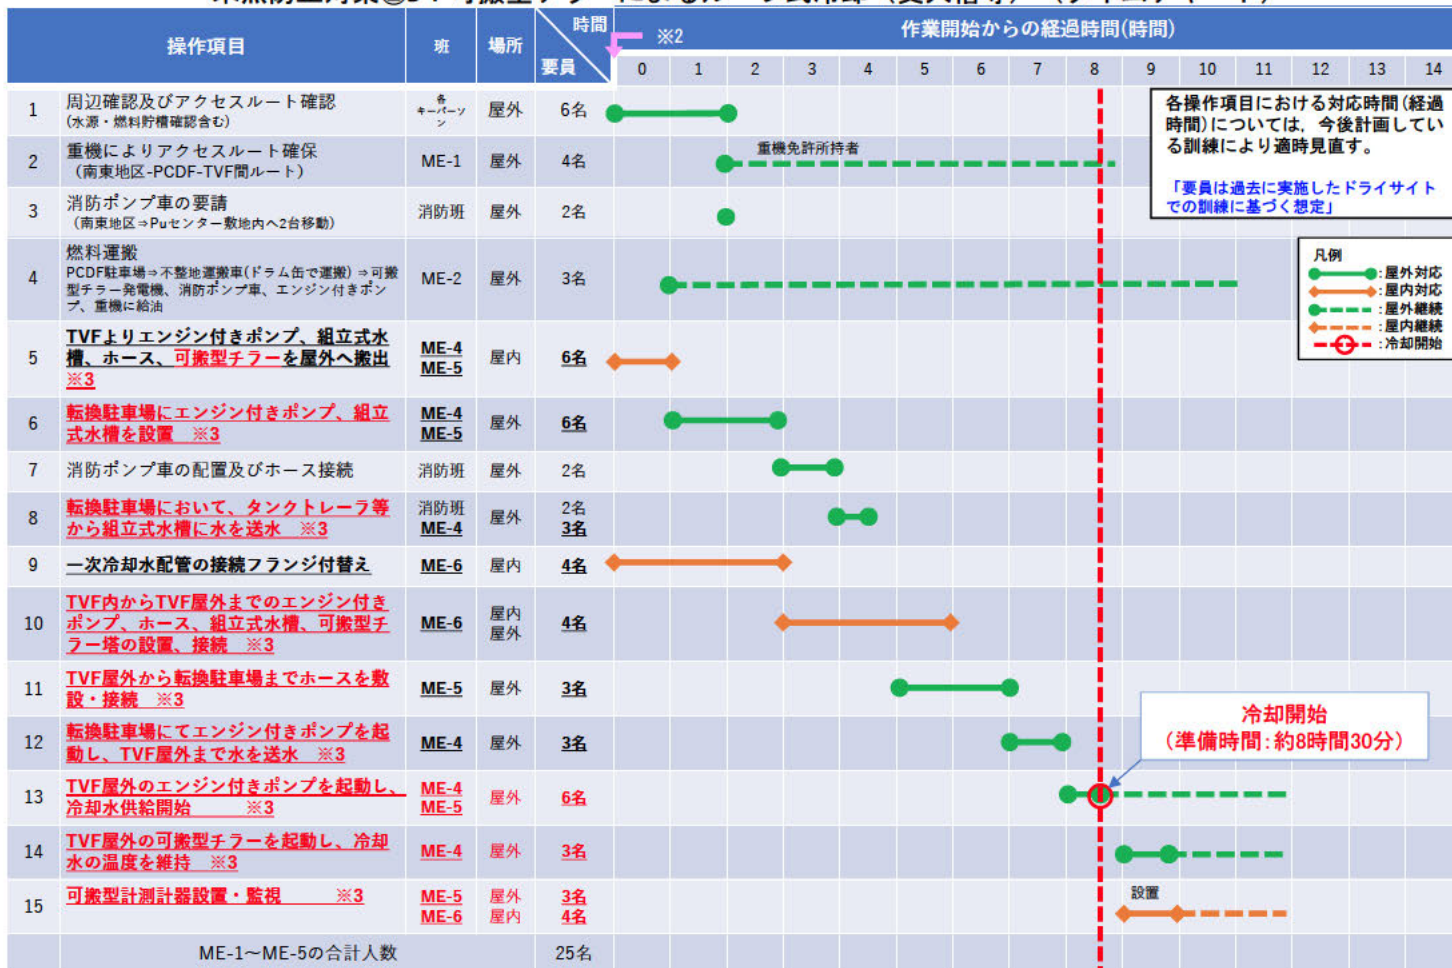 操作項目
班
場所
時間
要員
※2
作業開始からの経過時間(時間)
0 1 2 3 4 5 6 7 8 9 10 11 12 13 14
1 周辺確認及びアクセスルート確認
(水源・燃料貯槽確認含む)
各
キーパーソ
ン
屋外 6名
2 重機によりアクセスルート確保
（南東地区-PCDF-TVF間ルート）
ME-1 屋外 4名
重機免許所持者
3 消防ポンプ車の要請
（南東地区⇒Puセンター敷地内へ2台移動）
消防班 屋外 2名
4 燃料運搬
PCDF駐車場⇒不整地運搬車(ドラム缶で運搬) ⇒可搬
型チラー発電機、消防ポンプ車、エンジン付きポン
プ、重機に給油
ME-2 屋外 3名
5 TVFよりエンジン付きポンプ、組立式水
槽、ホース、可搬型チラーを屋外へ搬出
※3
ME-4
ME-5
屋内 6名
6 転換駐車場にエンジン付きポンプ、組立
式水槽を設置 ※3
ME-4
ME-5
屋外 6名
7 消防ポンプ車の配置及びホース接続 消防班 屋外 2名
8 転換駐車場において、タンクトレーラ等
から組立式水槽に水を送水 ※3
消防班
ME-4
屋外
2名
3名
9 一次冷却水配管の接続フランジ付替え ME-6 屋内 4名
10 TVF内からTVF屋外までのエンジン付き
ポンプ、ホース、組立式水槽、可搬型チ
ラー塔の設置、接続 ※3
ME-6
屋内
屋外
4名
11 TVF屋外から転換駐車場までホースを敷
設・接続 ※3
ME-5 屋外 3名
12 転換駐車場にてエンジン付きポンプを起
動し、TVF屋外まで水を送水 ※3
ME-4 屋外 3名
13 TVF屋外のエンジン付きポンプを起動し、
冷却水供給開始 ※3
ME-4
ME-5
屋外 6名
14 TVF屋外の可搬型チラーを起動し、冷却
水の温度を維持 ※3
ME-4 屋外 3名
15 可搬型計測計器設置・監視 ※3
ME-5 屋外 3名
ME-6 屋内 4名
設置
ME-1～ME-5の合計人数 25名
各操作項目における対応時間(経過
時間)については，今後計画してい
る訓練により適時見直す。
「要員は過去に実施したドライサイト
での訓練に基づく想定」
凡例
:屋外対応
:屋内対応
:屋外継続
:屋内継続
:冷却開始
冷却開始
（準備時間:約8時間30分）